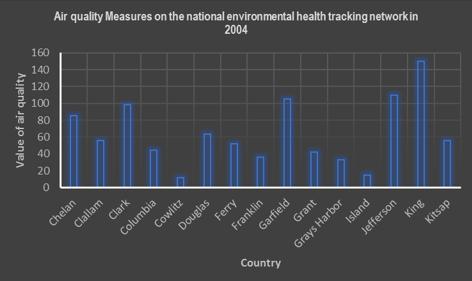 Air quality Measures on the national environmental health tracking network in
2004
Value of air quality
160
140
120
100
80
60
40
20
0
Chelan
Clallam
Clark
Columbia
Cowlitz
Douglas
Ferry
Franklin
Garfield
Grant
Grays Harbor
Island
Jefferson
King
Kitsap
Country